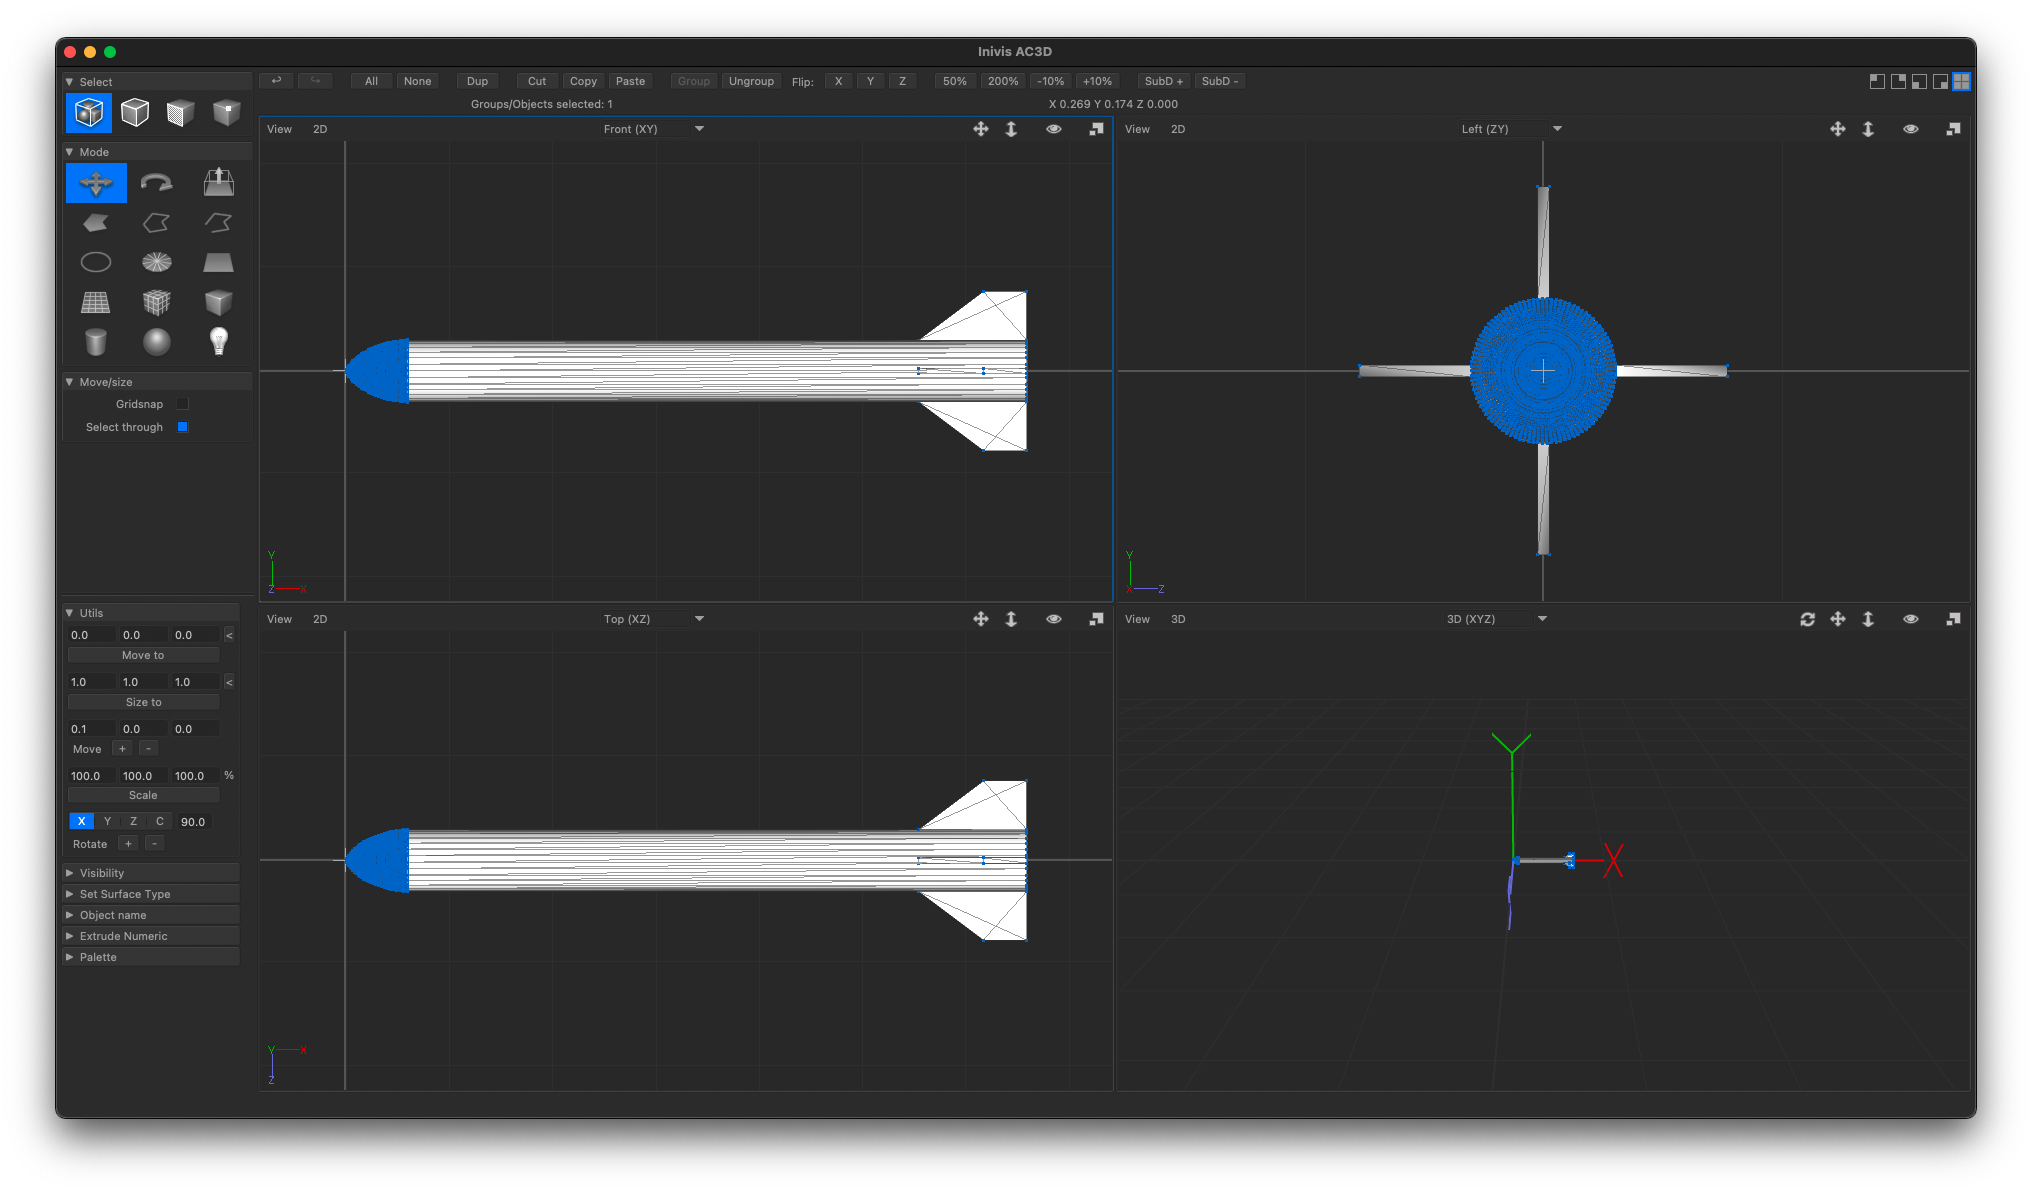 Inivis AC3D
Select
All None Dup Cut Copy Paste Group Ungroup Flip: X Y Z 50% 200% -10% +10% SubD + SubD -
Groups/Objects selected: 1
X 0.269 Y 0.174 Z 0.000
Mode
Move/size
Gridsnap
Select through
Utils
0.0 0.0 0.0 <
Move to
1.0 1.0 1.0 <
Size to
0.1 0.0 0.0
Move + -
100.0 100.0 100.0 %
Scale
X Y Z C 90.0
Rotate + -
Visibility
Set Surface Type
Object name
Extrude Numeric
Palette
View 2D Front (XY)
Y
Z X
View 2D Left (ZY)
Y
X Z
View 2D Top (XZ)
Y X
Z
View 3D 3D (XYZ)
Y
X